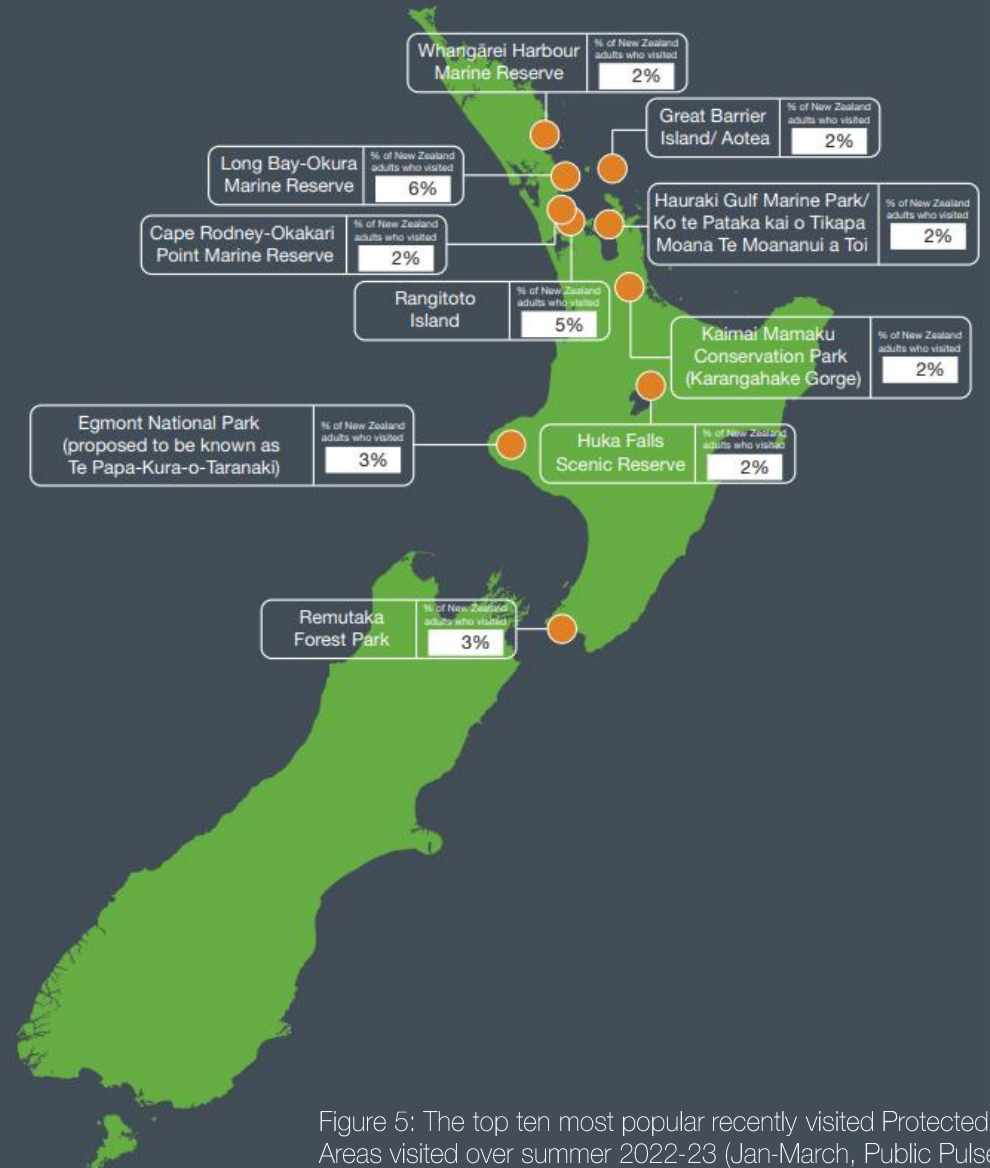 Whangārei Harbour
Marine Reserve
% of New Zealand
adults who visited
2%
Great Barrier
Island/ Aotea
% of New Zealand
adults who visited
2%
Long Bay-Okura
Marine Reserve
% of New Zealand
adults who visited
6%
Hauraki Gulf Marine Park/
Ko te Pataka kai o Tikapa
Moana Te Moananui a Toi
% of New Zealand
adults who visited
2%
Cape Rodney-Okakari
Point Marine Reserve
% of New Zealand
adults who visited
2%
Rangitoto
Island
% of New Zealand
adults who visited
5%
Kaimai Mamaku
Conservation Park
(Karangahake Gorge)
% of New Zealand
adults who visited
2%
Egmont National Park
(proposed to be known as
Te Papa-Kura-o-Taranaki)
% of New Zealand
adults who visited
3%
Huka Falls
Scenic Reserve
% of New Zealand
adults who visited
2%
Remutaka
Forest Park
% of New Zealand
adults who visited
3%
Figure 5: The top ten most popular recently visited Protected
Areas visited over summer 2022-23 (Jan-March, Public Pulse